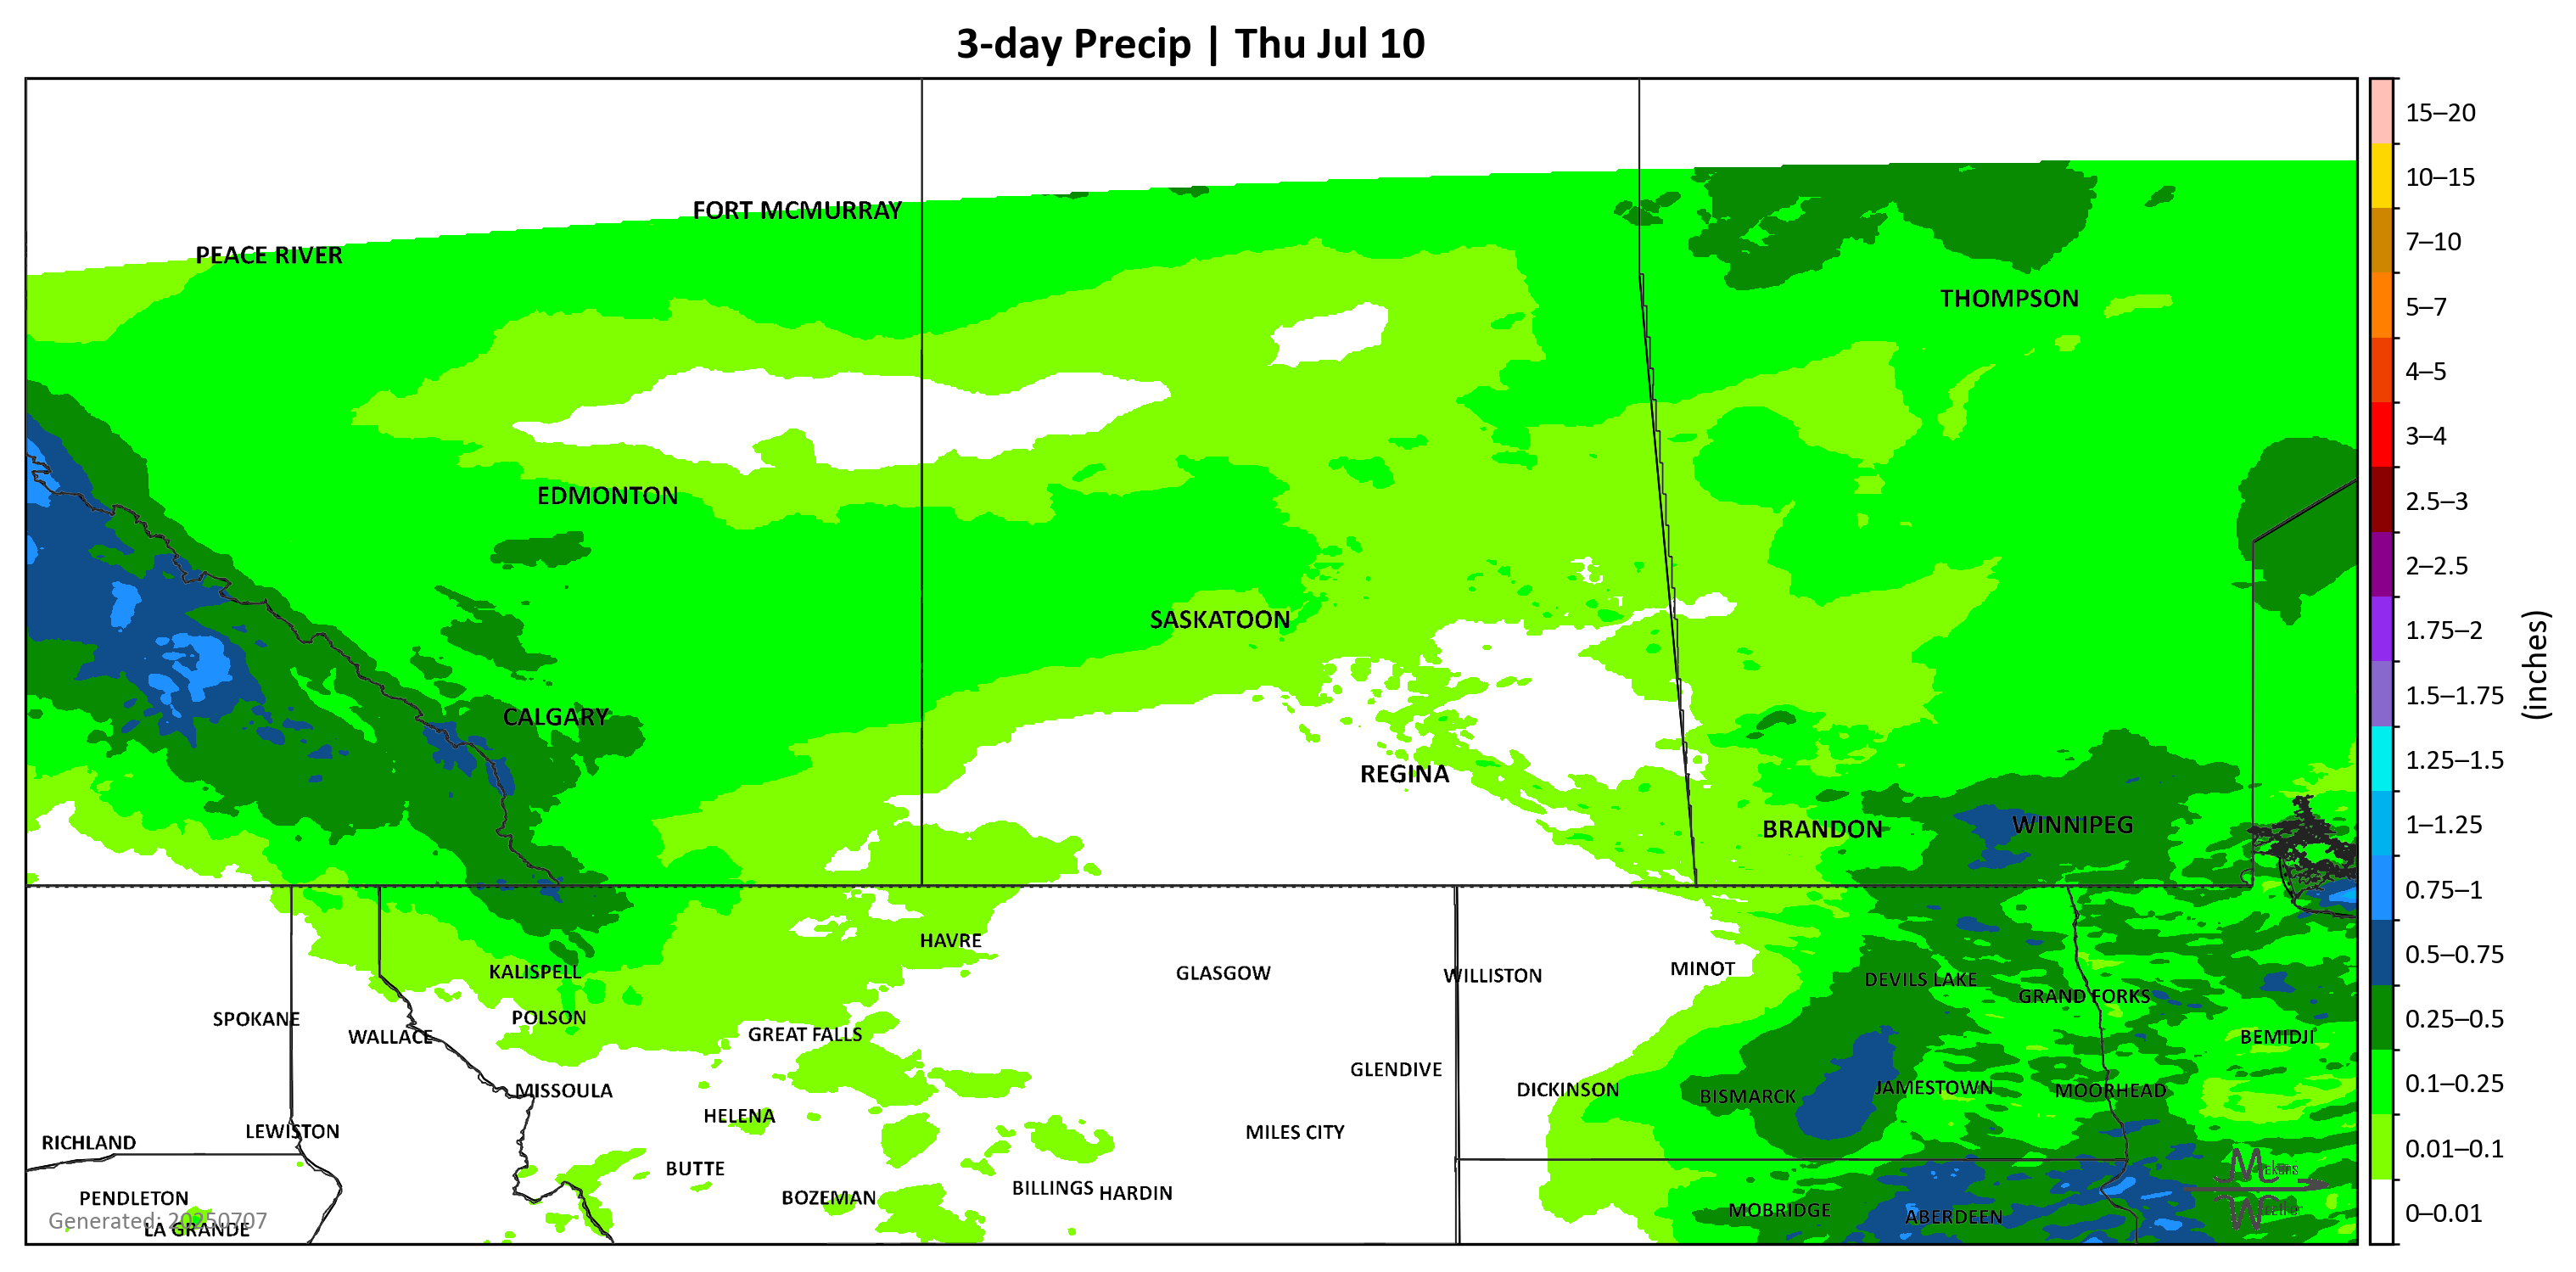 3-day Precip | Thu Jul 10
FORT MCMURRAY
PEACE RIVER
THOMPSON
EDMONTON
SASKATOON
CALGARY
REGINA
BRANDON
WINNIPEG
HAVRE
KALISPELL
GLASGOW
WILLISTON
MINOT
DEVILS LAKE
GRAND FORKS
SPOKANE
POLSON
WALLACE
GREAT FALLS
BEMIDJI
GLENDIVE
MISSOULA
DICKINSON
BISMARCK
JAMESTOWN
MOORHEAD
HELENA
RICHLAND
LEWISTON
MILES CITY
BUTTE
PENDLETON
BOZEMAN
BILLINGS
HARDIN
MOBRIDGE
ABERDEEN
Generated: 20250707
LA GRANDE
Makens
Weather
15–20
10–15
7–10
5–7
4–5
3–4
2.5–3
2–2.5
1.75–2
1.5–1.75
1.25–1.5
1–1.25
0.75–1
0.5–0.75
0.25–0.5
0.1–0.25
0.01–0.1
0–0.01
(inches)